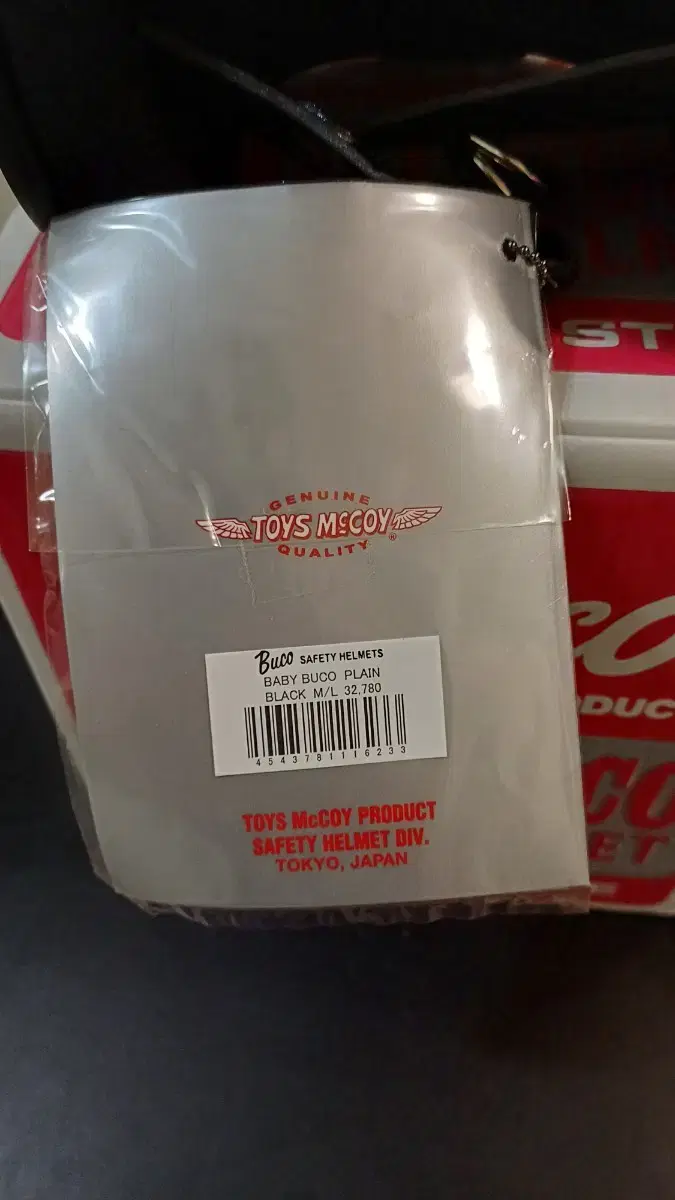 GENUINE
TOYS McCOY
®
QUALITY
Buco SAFETY HELMETS
BABY BUCO PLAIN
BLACK M/L 32,780
4543781116233
TOYS McCOY PRODUCT
SAFETY HELMET DIV.
TOKYO, JAPAN
ST
CO
DUC
CO
ET